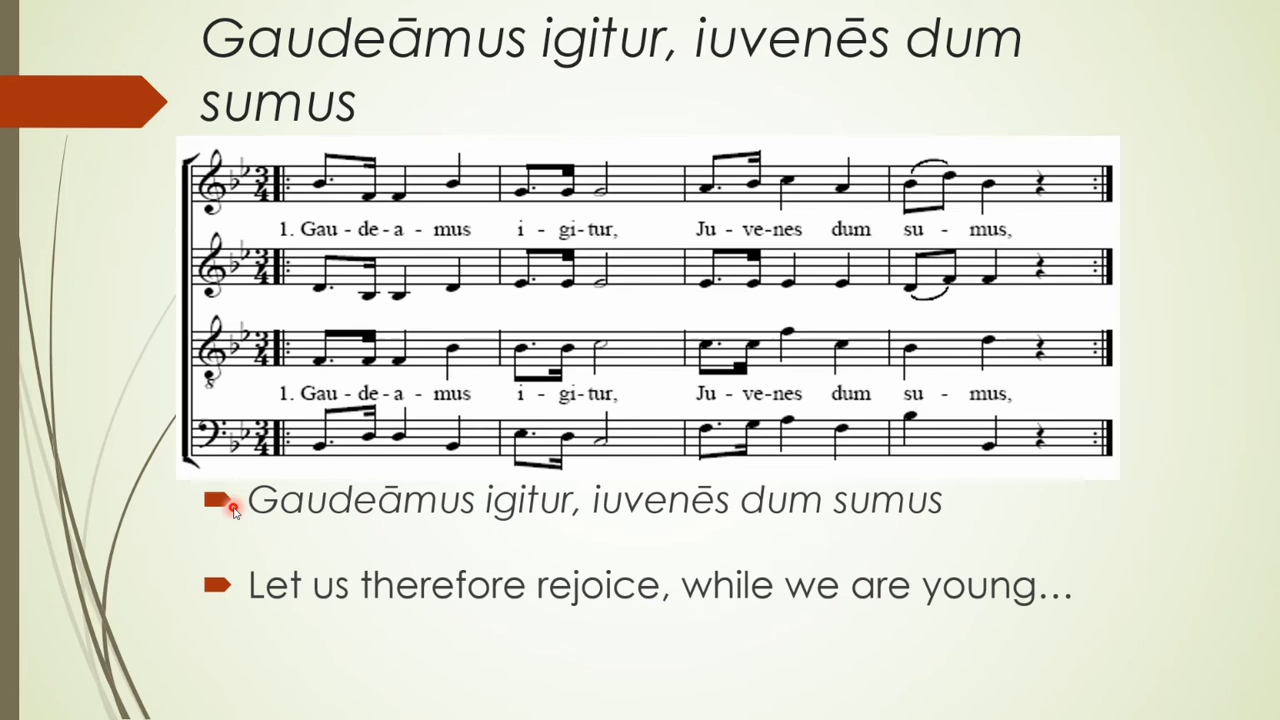 Gaudeāmus igitur, iuvenēs dum
sumus
1. Gau - de - a - mus i - gi - tur, Ju - ve - nes dum su - mus,
1. Gau - de - a - mus i - gi - tur, Ju - ve - nes dum su - mus,
Gaudeāmus igitur, iuvenēs dum sumus
Let us therefore rejoice, while we are young…